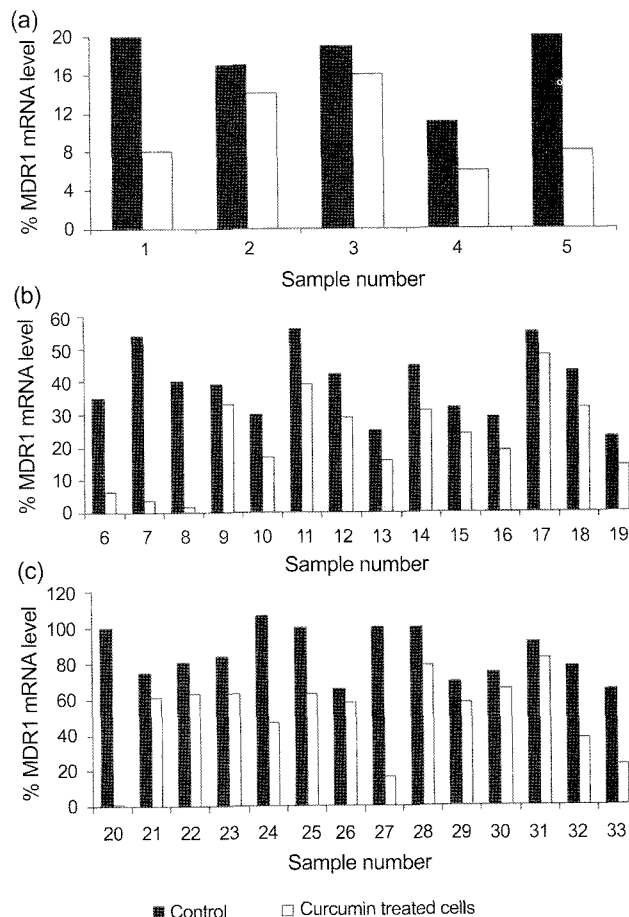 (a)
% MDR1 mRNA level
20
16
12
8
4
0
1 2 3 4 5
Sample number
(b)
% MDR1 mRNA level
60
50
40
30
20
10
0
6 7 8 9 10 11 12 13 14 15 16 17 18 19
Sample number
(c)
% MDR1 mRNA level
120
100
80
60
40
20
0
20 21 22 23 24 25 26 27 28 29 30 31 32 33
Sample number
Control Curcumin treated cells